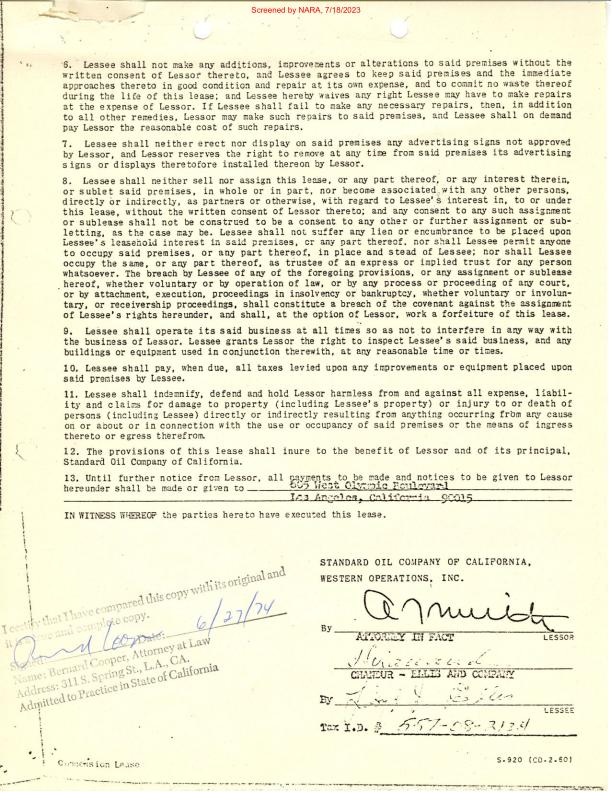 Screened by NARA, 7/18/2023
6. Lessee shall not make any additions, improvements or alterations to said premises without the
written consent of Lessor thereto, and Lessee agrees to keep said premises and the immediate
approaches thereto in good condition and repair at its own expense, and to commit no waste thereof
during the life of this lease; and Lessee hereby waives any right Lessee may have to make repairs
at the expense of Lessor. If Lessee shall fail to make any necessary repairs, then, in addition
to all other remedies, Lessor may make such repairs to said premises, and Lessee shall on demand
pay Lessor the reasonable cost of such repairs.
7. Lessee shall neither erect nor display on said premises any advertising signs not approved
by Lessor, and Lessor reserves the right to remove at any time from said premises its advertising
signs or displays theretofore installed thereon by Lessor.
8. Lessee shall neither sell nor assign this lease, or any part thereof, or any interest therein,
or sublet said premises, in whole or in part, nor become associated with any other persons,
directly or indirectly, as partners or otherwise, with regard to Lessee's interest in, to or under
this lease, without the written consent of Lessor thereto; and any consent to any such assignment
or sublease shall not be construed to be a consent to any other or further assignment or sub-
letting, as the case may be. Lessee shall not suffer any lien or encumbrance to be placed upon
Lessee's leasehold interest in said premises, or any part thereof, nor shall Lessee permit anyone
to occupy said premises, or any part thereof, in place and stead of Lessee; nor shall Lessee
occupy the same, or any part thereof, as trustee of an express or implied trust for any person
whatsoever. The breach by Lessee of any of the foregoing provisions, or any assignment or sublease
hereof, whether voluntary or by operation of law, or by any process or proceeding of any court,
or by attachment, execution, proceedings in insolvency or bankruptcy, whether voluntary or involun-
tary, or receivership proceedings, shall constitute a breach of the covenant against the assignment
of Lessee's rights hereunder, and shall, at the option of Lessor, work a forfeiture of this lease.
9. Lessee shall operate its said business at all times so as not to interfere in any way with
the business of Lessor. Lessee grants Lessor the right to inspect Lessee's said business, and any
buildings or equipment used in conjunction therewith, at any reasonable time or times.
10. Lessee shall pay, when due, all taxes levied upon any improvements or equipment placed upon
said premises by Lessee.
11. Lessee shall indemnify, defend and hold Lessor harmless from and against all expense, liabil-
ity and claims for damage to property (including Lessee's property) or injury to or death of
persons (including Lessee) directly or indirectly resulting from anything occurring from any cause
on or about or in connection with the use or occupancy of said premises or the means of ingress
thereto or egress therefrom.
12. The provisions of this lease shall inure to the benefit of Lessor and of its principal,
Standard Oil Company of California.
13. Until further notice from Lessor, all payments to be made and notices to be given to Lessor
hereunder shall be made or given to 605 West Olympic Boulevard
Los Angeles, California 90015
IN WITNESS WHEREOF the parties hereto have executed this lease.
STANDARD OIL COMPANY OF CALIFORNIA,
WESTERN OPERATIONS, INC.
By
ATTORNEY IN FACT LESSOR
CHANDUR - ELLIS AND COMPANY
By
LESSEE
Tax I.D. #
I certify that I have compared this copy with its original and
it is a true and complete copy.
6/27/74
Name: Bernard Cooper, Attorney at Law
Address: 311 S. Spring St., L.A., CA.
Admitted to Practice in State of California
Commission Lease
S-920 (CD-2-60)